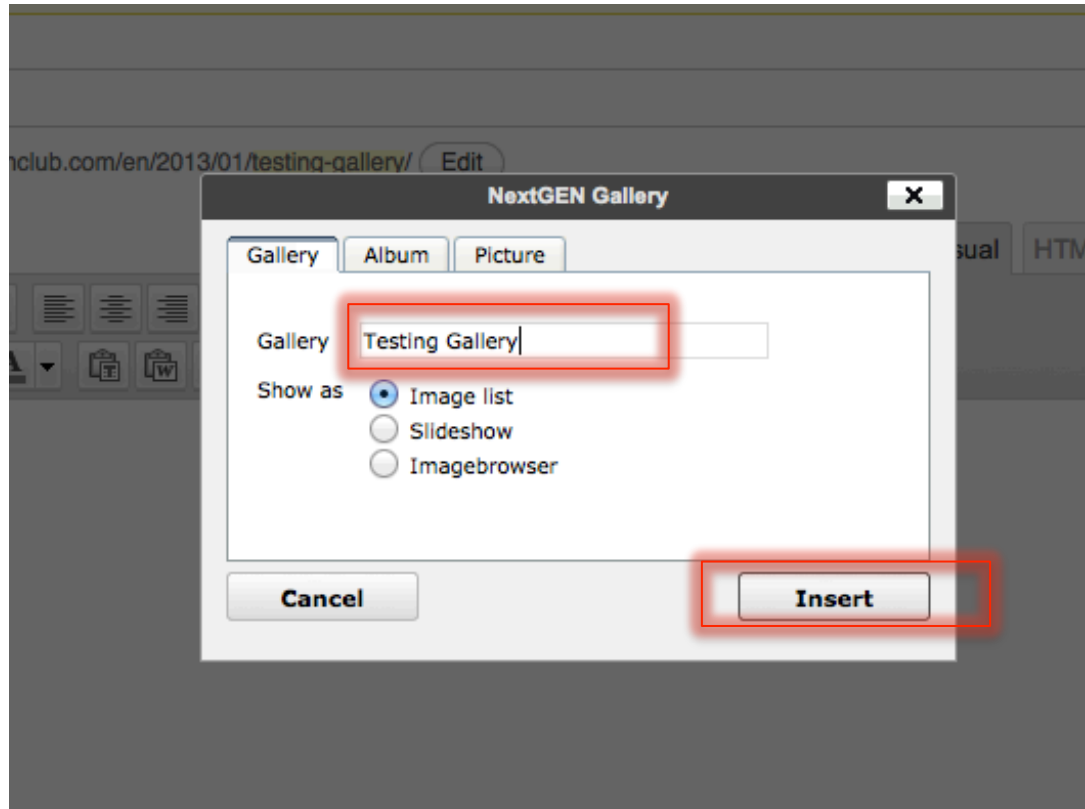 nclub.com/en/2013/01/testing-gallery/ Edit
NextGEN Gallery X
Gallery Album Picture
sual HTM
Gallery Testing Gallery
Show as Image list
Slideshow
Imagebrowser
A T W
Cancel Insert